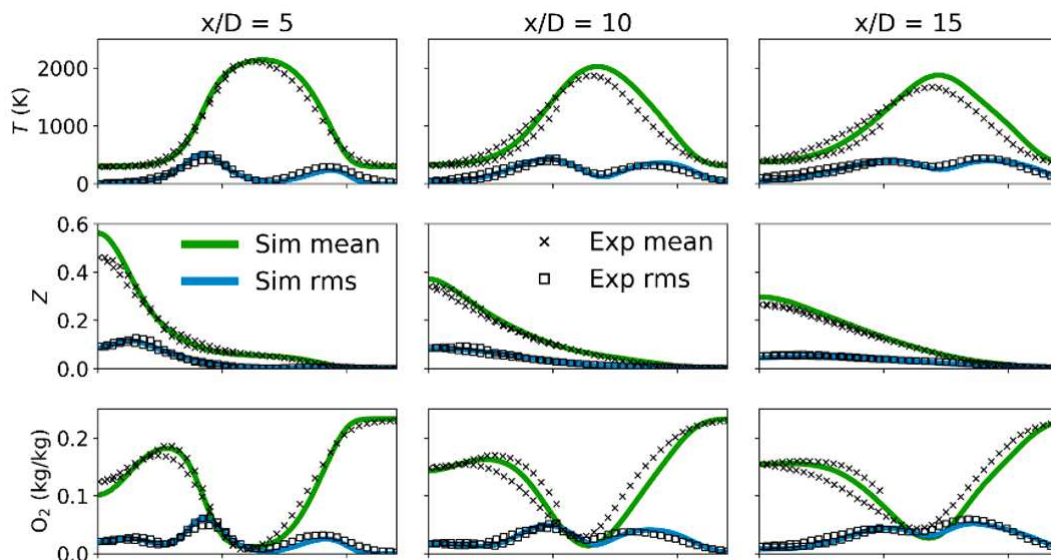 x/D = 5
x/D = 10
x/D = 15
T (K)
2000
1000
0
Z
0.6
0.4
0.2
0.0
Sim mean
Sim rms
Exp mean
Exp rms
O₂ (kg/kg)
0.2
0.1
0.0